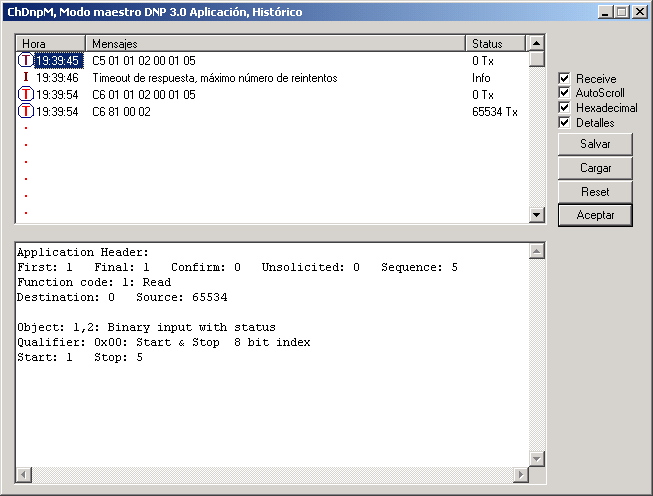 ChDnpM, Modo maestro DNP 3.0 Aplicación, Histórico
Hora Mensajes Status
T 19:39:45 C5 01 01 02 00 01 05 0 Tx
I 19:39:46 Timeout de respuesta, máximo número de reintentos Info
T 19:39:54 C6 01 01 02 00 01 05 0 Tx
T 19:39:54 C6 81 00 02 65534 Tx
Receive
AutoScroll
Hexadecimal
Detalles
Salvar
Cargar
Reset
Aceptar
Application Header:
First: 1 Final: 1 Confirm: 0 Unsolicited: 0 Sequence: 5
Function code: 1: Read
Destination: 0 Source: 65534
Object: 1,2: Binary input with status
Qualifier: 0x00: Start & Stop 8 bit index
Start: 1 Stop: 5